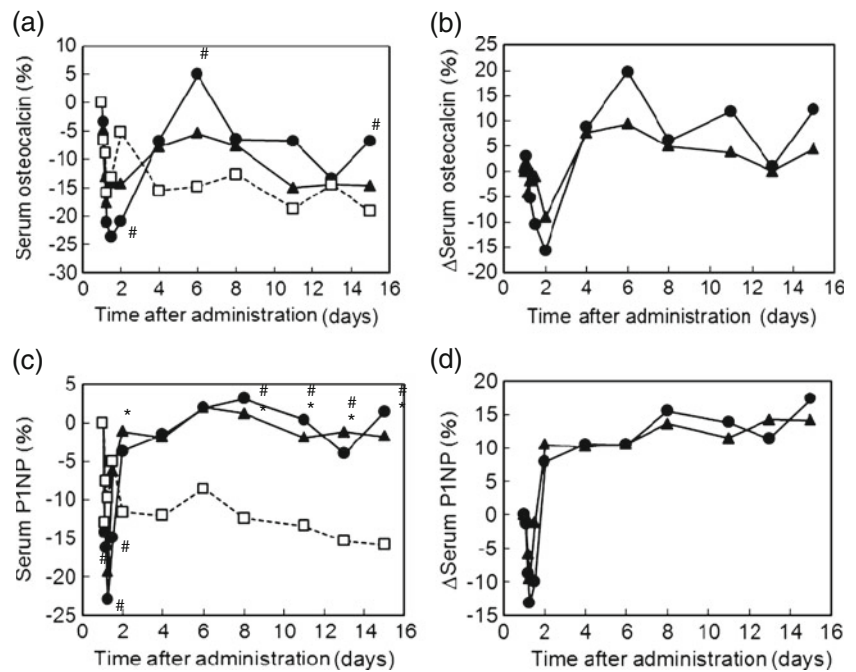 (a)
Serum osteocalcin (%)
10
5
0
-5
-10
-15
-20
-25
-30
#
#
#
0 2 4 6 8 10 12 14 16
Time after administration (days)
(b)
ΔSerum osteocalcin (%)
25
20
15
10
5
0
-5
-10
-15
-20
0 2 4 6 8 10 12 14 16
Time after administration (days)
(c)
Serum P1NP (%)
5
0
-5
-10
-15
-20
-25
# # # #
* * * * *
#
#
#
0 2 4 6 8 10 12 14 16
Time after administration (days)
(d)
ΔSerum P1NP (%)
20
15
10
5
0
-5
-10
-15
0 2 4 6 8 10 12 14 16
Time after administration (days)